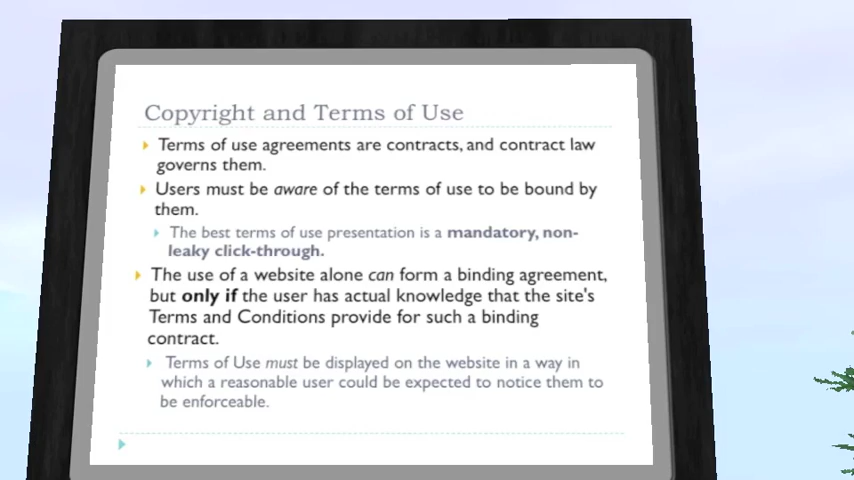 Copyright and Terms of Use
Terms of use agreements are contracts, and contract law
governs them.
Users must be aware of the terms of use to be bound by
them.
The best terms of use presentation is a mandatory, non-
leaky click-through.
The use of a website alone can form a binding agreement,
but only if the user has actual knowledge that the site's
Terms and Conditions provide for such a binding
contract.
Terms of Use must be displayed on the website in a way in
which a reasonable user could be expected to notice them to
be enforceable.